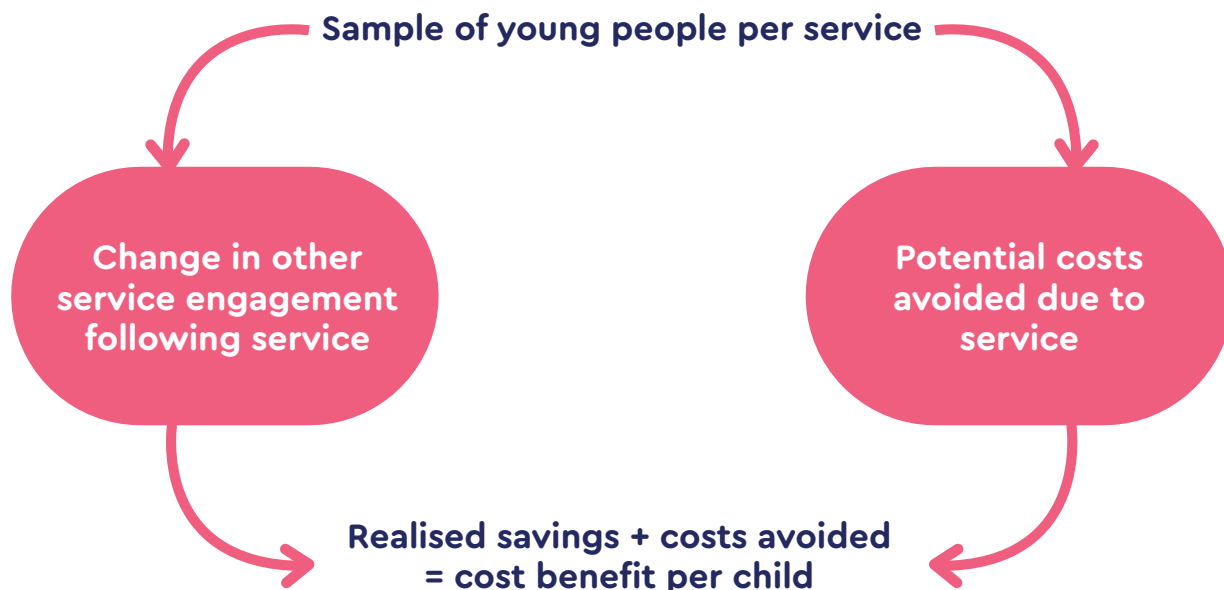 Sample of young people per service
Change in other
service engagement
following service
Potential costs
avoided due to
service
Realised savings + costs avoided
= cost benefit per child